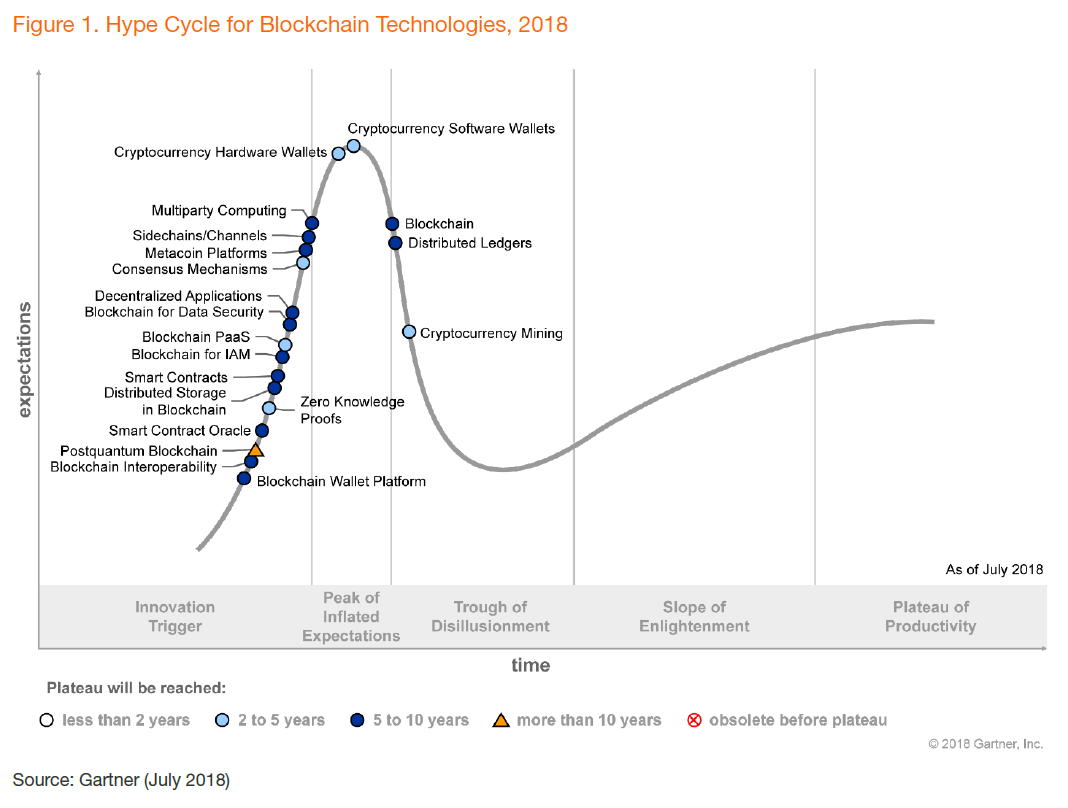 Figure 1. Hype Cycle for Blockchain Technologies, 2018
Cryptocurrency Software Wallets
Cryptocurrency Hardware Wallets
Multiparty Computing
Sidechains/Channels
Metacoin Platforms
Consensus Mechanisms
Decentralized Applications
Blockchain for Data Security
Blockchain PaaS
Blockchain for IAM
Smart Contracts
Distributed Storage
in Blockchain
Zero Knowledge
Proofs
Smart Contract Oracle
Postquantum Blockchain
Blockchain Interoperability
Blockchain Wallet Platform
Blockchain
Distributed Ledgers
Cryptocurrency Mining
expectations
As of July 2018
Innovation
Trigger
Peak of
Inflated
Expectations
Trough of
Disillusionment
Slope of
Enlightenment
Plateau of
Productivity
time
Plateau will be reached:
less than 2 years
2 to 5 years
5 to 10 years
more than 10 years
obsolete before plateau
© 2018 Gartner, Inc.
Source: Gartner (July 2018)